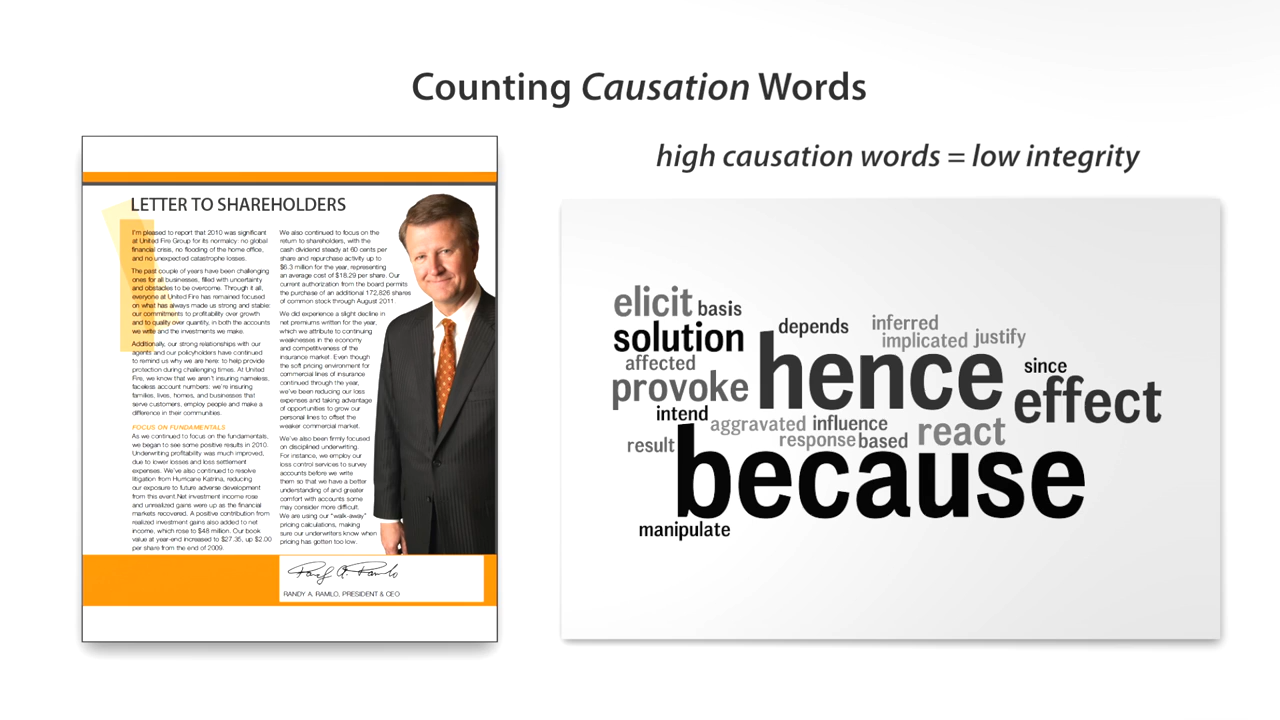 Counting Causation Words
high causation words = low integrity
LETTER TO SHAREHOLDERS
I'm pleased to report that 2010 was significant
at United Fire Group for its normalcy: no global
financial crisis, no flooding of the home office,
and no unexpected catastrophe losses.
The past couple of years have been challenging
ones for all businesses, filled with uncertainty
and obstacles to be overcome. Through it all,
everyone at United Fire has remained focused
on what has always made us strong and stable:
our commitments to profitability over growth
and to quality over quantity, in both the accounts
we write and the investments we make.
Additionally, our strong relationships with our
agents and our policyholders have continued
to remind us why we are here: to help provide
protection during challenging times. At United
Fire, we know that we aren't insuring nameless,
faceless account numbers: we're insuring
families, lives, homes, and businesses that
serve customers, employ people and make a
difference in their communities.
FOCUS ON FUNDAMENTALS
As we continued to focus on the fundamentals,
we began to see some positive results in 2010.
Underwriting profitability was much improved,
due to lower losses and loss settlement
expenses. We've also continued to resolve
litigation from Hurricane Katrina, reducing
our exposure to future adverse development
from this event. Net investment income rose
and unrealized gains were up as the financial
markets recovered. A positive contribution from
realized investment gains also added to net
income, which rose to $48 million. Our book
value at year-end increased to $27.35, up $2.00
per share from the end of 2009.
We also continued to focus on the
return to shareholders, with the
cash dividend steady at 60 cents per
share and repurchase activity up to
$6.3 million for the year, representing
an average cost of $18.29 per share. Our
current authorization from the board permits
the purchase of an additional 172,826 shares
of common stock through August 2011.
We did experience a slight decline in
net premiums written for the year,
which we attribute to continuing
weaknesses in the economy
and competitiveness of the
insurance market. Even though
the soft pricing environment for
commercial lines of insurance
continued through the year,
we've been reducing our loss
expenses and taking advantage
of opportunities to grow our
personal lines to offset the
weaker commercial market.
We've also been firmly focused
on disciplined underwriting.
For instance, we employ our
loss control services to survey
accounts before we write
them so that we have a better
understanding of and greater
comfort with accounts some
may consider more difficult.
We are using our "walk-away"
pricing calculations, making
sure our underwriters know when
pricing has gotten too low.
Randy A. Ramlo
RANDY A. RAMLO, PRESIDENT & CEO
elicit basis
solution
depends
inferred
implicated justify
affected
hence
since
provoke
effect
intend
aggravated influence
response based
react
result
because
manipulate